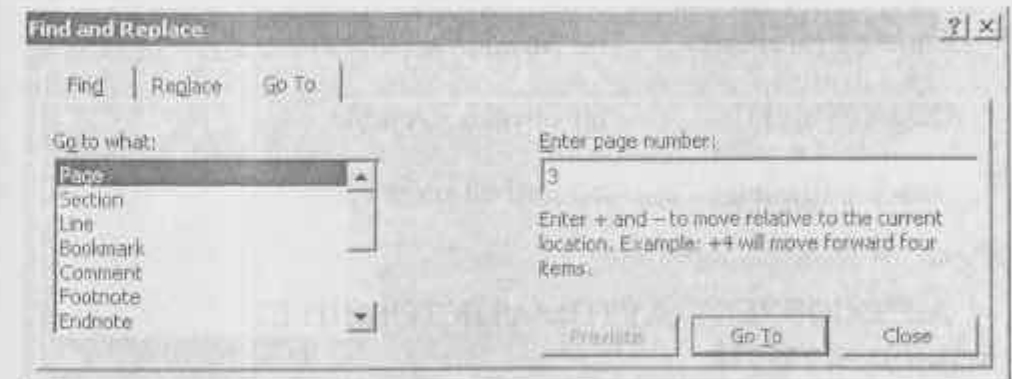 Find and Replace ? ×
Find Replace Go To
Go to what:
Page
Section
Line
Bookmark
Comment
Footnote
Endnote
Enter page number:
3
Enter + and – to move relative to the current
location. Example: +4 will move forward four
items.
Previous Go To Close